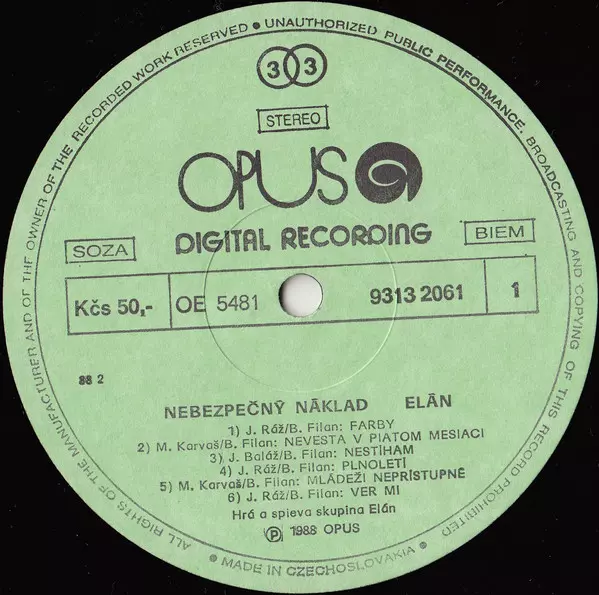 ALL RIGHTS OF THE MANUFACTURER AND OF THE OWNER OF THE RECORDED WORK RESERVED • UNAUTHORIZED PUBLIC PERFORMANCE, BROADCASTING AND COPYING OF THIS RECORD PROHIBITED
33
STEREO
OPUS
DIGITAL RECORDING
SOZA
BIEM
Kčs 50,- OE 5481 9313 2061 1
88 2
NEBEZPEČNÝ NÁKLAD ELÁN
1) J. Ráž/B. Filan: FARBY
2) M. Karvaš/B. Filan: NEVESTA V PIATOM MESIACI
3) J. Baláž/B. Filan: NESTÍHAM
4) J. Ráž/B. Filan: PLNOLETÍ
5) M. Karvaš/B. Filan: MLÁDEŽI NEPRÍSTUPNÉ
6) J. Ráž/B. Filan: VER MI
Hrá a spieva skupina Elán
Ⓟ 1988 OPUS
• MADE IN CZECHOSLOVAKIA •